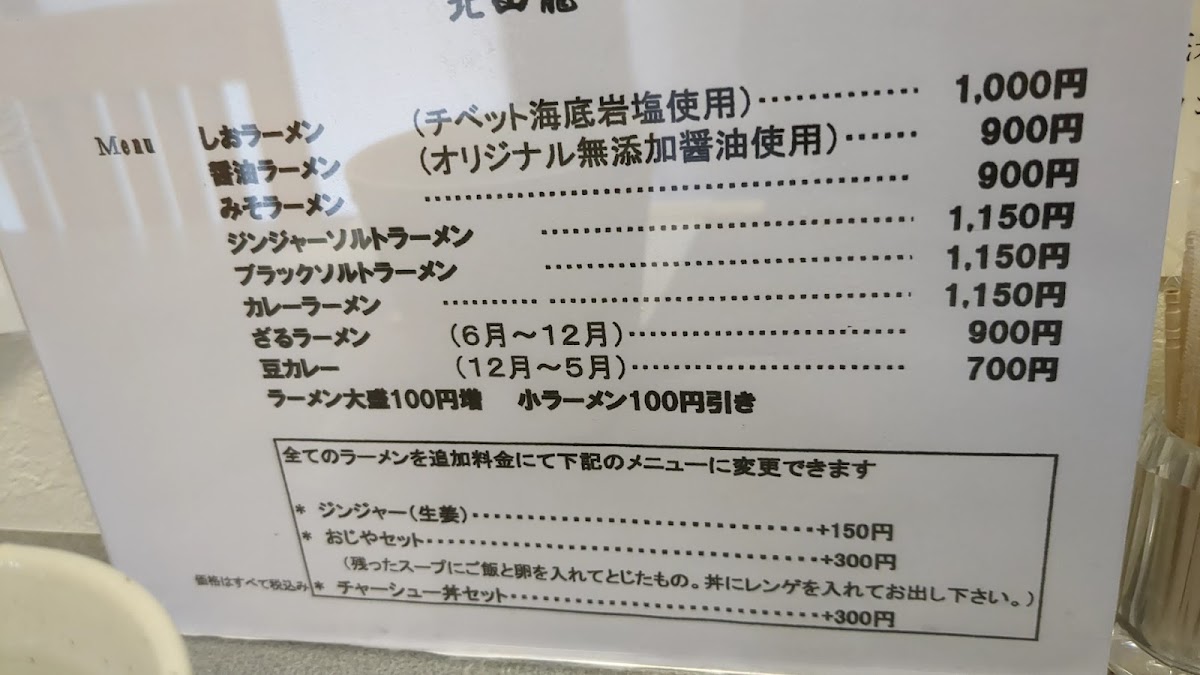 Menu しおラーメン (チベット海底岩塩使用)・・・・・・・・・・・・ 1,000円
醤油ラーメン (オリジナル無添加醤油使用)・・・・・・ 900円
みそラーメン ・・・・・・・・・・・・・・・・・・・・・・・・・・・・・・ 900円
ジンジャーソルトラーメン ・・・・・・・・・・・・・・・・・・・・・・・・ 1,150円
ブラックソルトラーメン ・・・・・・・・・・・・・・・・・・・・・・・・ 1,150円
カレーラーメン ・・・・・・・・・ ・・・・・・・・・・・・・・・・・・・・・・・・ 1,150円
ざるラーメン (6月～12月)・・・・・・・・・・・・・・・・・・ 900円
豆カレー (12月～5月)・・・・・・・・・・・・・・・・・・ 700円
ラーメン大盛100円増 小ラーメン100円引き
全てのラーメンを追加料金にて下記のメニューに変更できます
* ジンジャー(生姜)・・・・・・・・・・・・・・・・・・・・・・・・・・・・+150円
* おじやセット・・・・・・・・・・・・・・・・・・・・・・・・・・・・・・・・+300円
(残ったスープにご飯と卵を入れてとじたもの。丼にレンゲを入れてお出し下さい。)
価格はすべて税込み * チャーシュー丼セット・・・・・・・・・・・・・・・・・・・・・・・・+300円